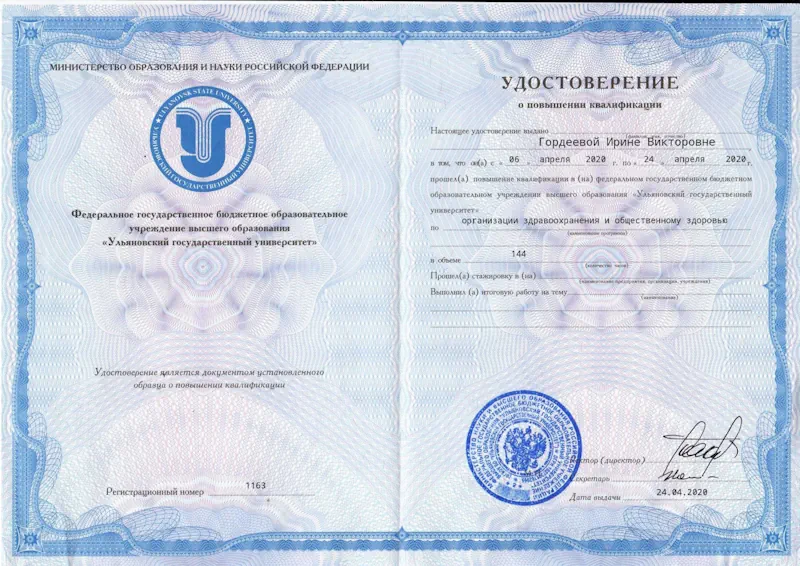 МИНИСТЕРСТВО ОБРАЗОВАНИЯ И НАУКИ РОССИЙСКОЙ ФЕДЕРАЦИИ
ULYANOVSK STATE UNIVERSITY
УЛЬЯНОВСКИЙ ГОСУДАРСТВЕННЫЙ УНИВЕРСИТЕТ
Федеральное государственное бюджетное образовательное
учреждение высшего образования
«Ульяновский государственный университет»
Удостоверение является документом установленного
образца о повышении квалификации
Регистрационный номер 1163
УДОСТОВЕРЕНИЕ
о повышении квалификации
Настоящее удостоверение выдано
(фамилия, имя, отчество)
Гордеевой Ирине Викторовне
в том, что он(а) с « 06 » апреля 2020 г. по « 24 » апреля 2020 г.
прошел(а) повышение квалификации в (на) федеральном государственном бюджетном
образовательном учреждении высшего образования «Ульяновский государственный
университет»
по организации здравоохранения и общественному здоровью
(наименование программы)
в объеме 144
(количество часов)
Прошел(а) стажировку в (на)
(наименование предприятия, организации, учреждения)
Выполнил (а) итоговую работу на тему
(наименование)
ректор (директор)
секретарь
Дата выдачи 24.04.2020